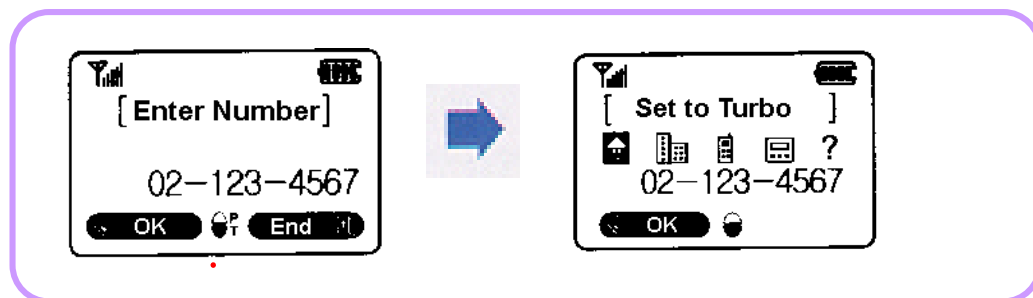 [Enter Number]
02-123-4567
OK P T End
[ Set to Turbo ]
?
02-123-4567
OK